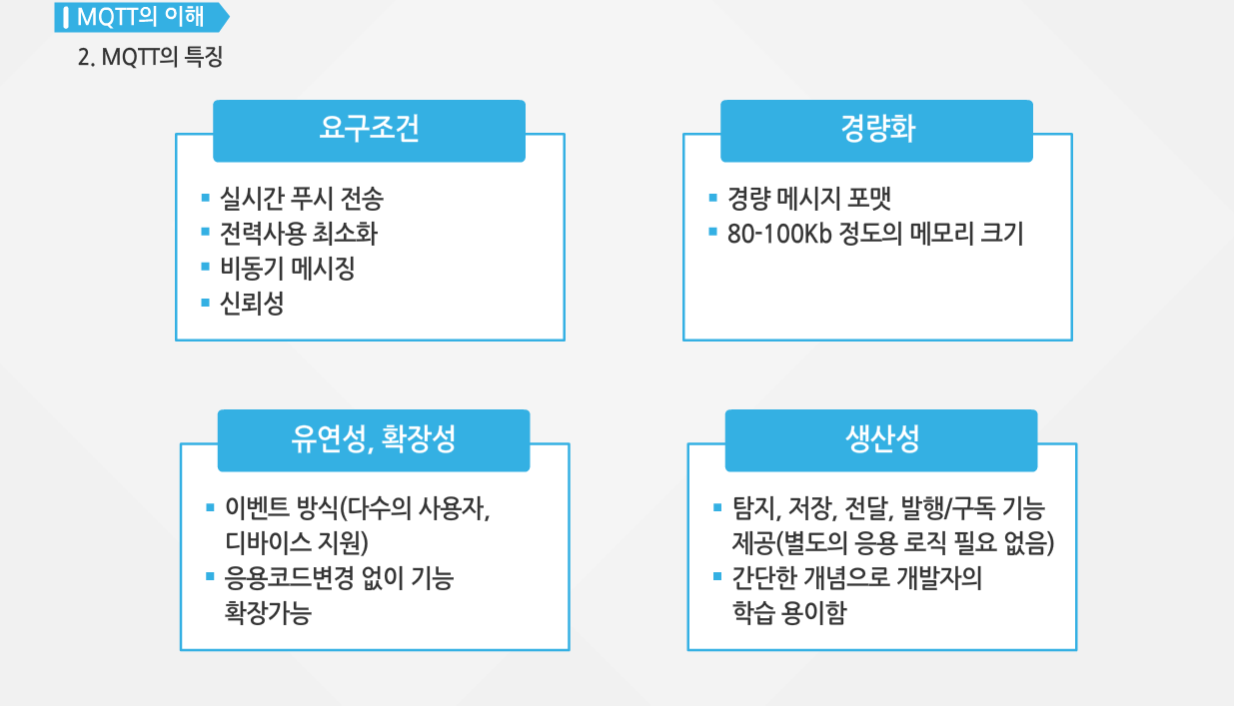 MQTT의 이해
2. MQTT의 특징
요구조건
▪ 실시간 푸시 전송
▪ 전력사용 최소화
▪ 비동기 메시징
▪ 신뢰성
경량화
▪ 경량 메시지 포맷
▪ 80-100Kb 정도의 메모리 크기
유연성, 확장성
▪ 이벤트 방식(다수의 사용자,
디바이스 지원)
▪ 응용코드변경 없이 기능
확장가능
생산성
▪ 탐지, 저장, 전달, 발행/구독 기능
제공(별도의 응용 로직 필요 없음)
▪ 간단한 개념으로 개발자의
학습 용이함